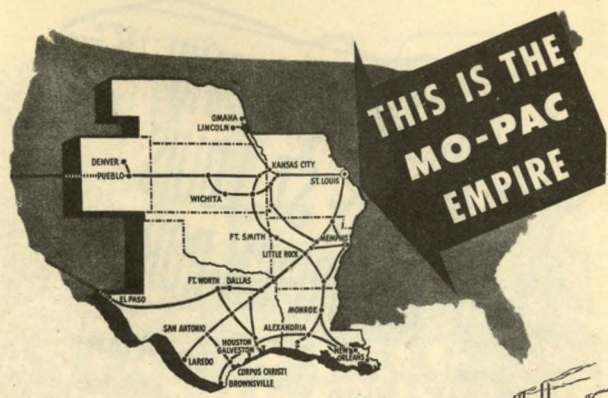 THIS IS THE
MO-PAC
EMPIRE
OMAHA
LINCOLN
DENVER
PUEBLO
KANSAS CITY
ST. LOUIS
WICHITA
FT. SMITH
MEMPHIS
LITTLE ROCK
FT. WORTH DALLAS
EL PASO
MONROE
SAN ANTONIO
ALEXANDRIA
HOUSTON
GALVESTON
NEW
ORLEANS
LAREDO
CORPUS CHRISTI
BROWNSVILLE